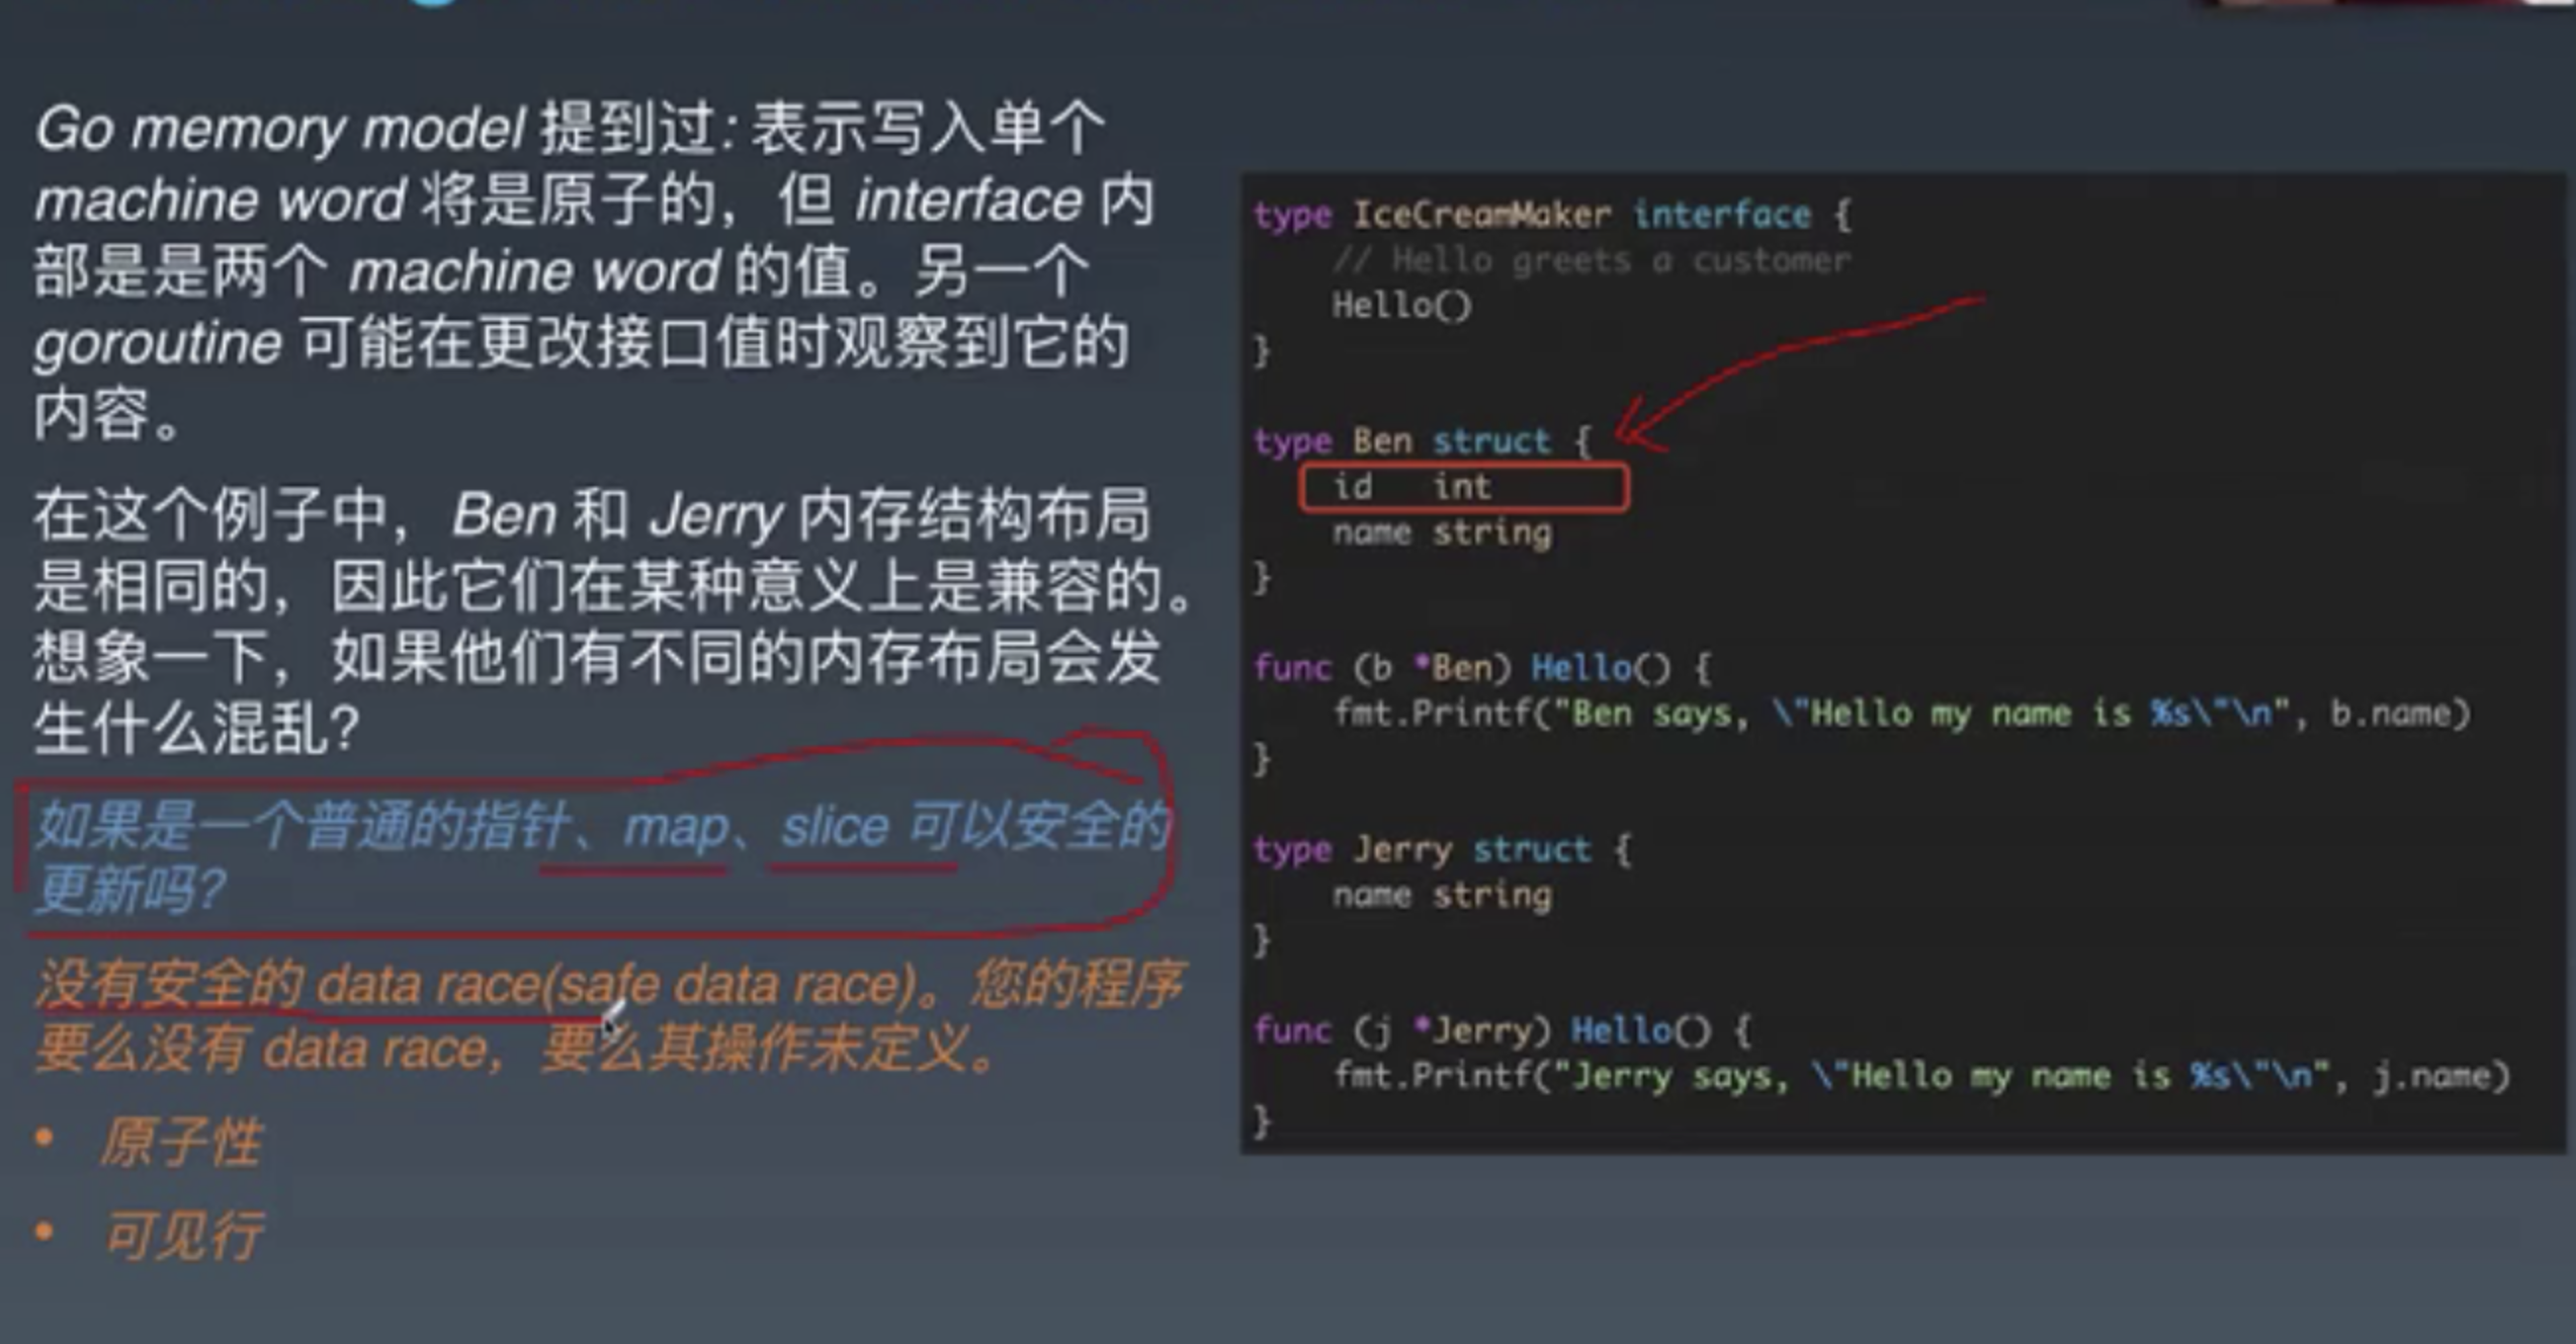 Go memory model 提到过: 表示写入单个
machine word 将是原子的，但 interface 内
部是是两个 machine word 的值。另一个
goroutine 可能在更改接口值时观察到它的
内容。
在这个例子中，Ben 和 Jerry 内存结构布局
是相同的，因此它们在某种意义上是兼容的。
想象一下，如果他们有不同的内存布局会发
生什么混乱？
如果是一个普通的指针、map、slice 可以安全的
更新吗？
没有安全的 data race(safe data race)。您的程序
要么没有 data race，要么其操作未定义。
• 原子性
• 可见行
type IceCreamMaker interface {
    // Hello greets a customer
    Hello()
}
type Ben struct {
    id   int
    name string
}
func (b *Ben) Hello() {
    fmt.Printf("Ben says, \"Hello my name is %s\"\n", b.name)
}
type Jerry struct {
    name string
}
func (j *Jerry) Hello() {
    fmt.Printf("Jerry says, \"Hello my name is %s\"\n", j.name)
}